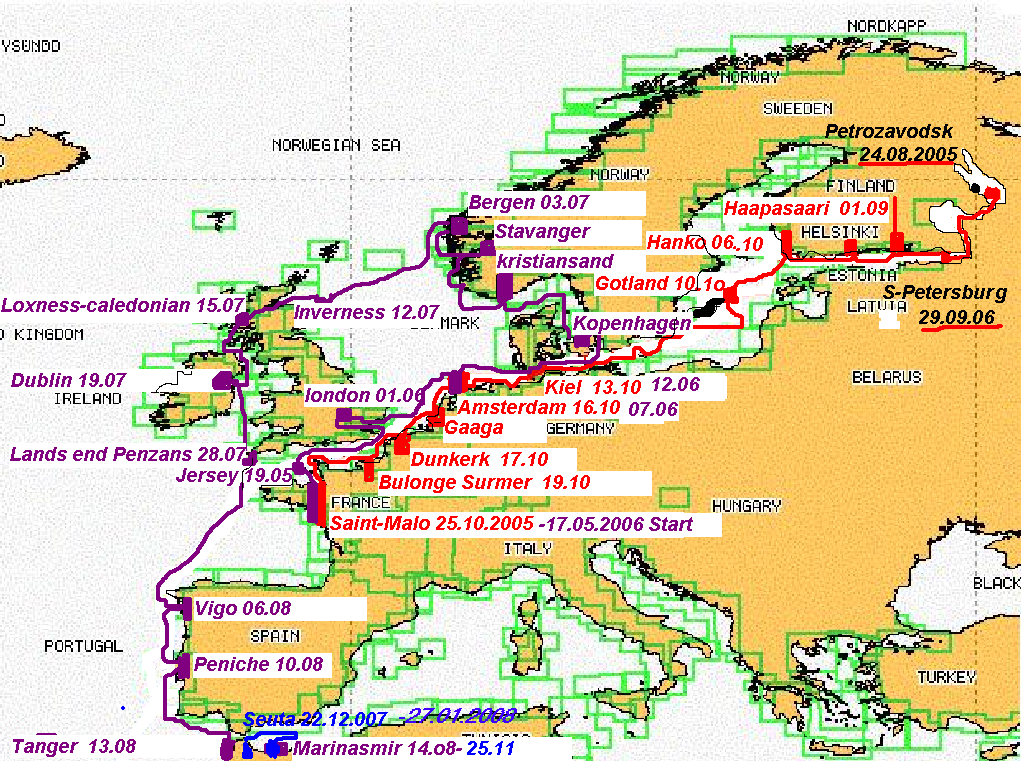 NORDKAPP
YSUNDD
NORWAY
SWEEDEN
Petrozavodsk
24.08.2005
NORWEGIAN SEA
NORWAY
FINLAND
Bergen 03.07
Haapasaari 01.09
Stavanger
HELSINKI
Hanko 06..10
kristiansand
ESTONIA
Gotland 10.1o
S-Petersburg
Loxness-caledonian 15.07
Inverness 12.07
LATVIA
29.09.06
MARK
Kopenhagen
KINGDOM
Dublin 19.07
BELARUS
IRELAND
london 01.06
Kiel 13.10 12.06
Amsterdam 16.10 07.06
Gaaga
GERMANY
Lands end Penzans 28.07
Dunkerk 17.10
Jersey 19.05
Bulonge Surmer 19.10
FRANCE
HUNGARY
Saint-Malo 25.10.2005 -17.05.2006 Start
ITALY
BLACK
Vigo 06.08
SPAIN
PORTUGAL
Peniche 10.08
TURKEY
Seuta 22.12.007 -27.01.2008
Tanger 13.08
Marinasmir 14.o8- 25.11